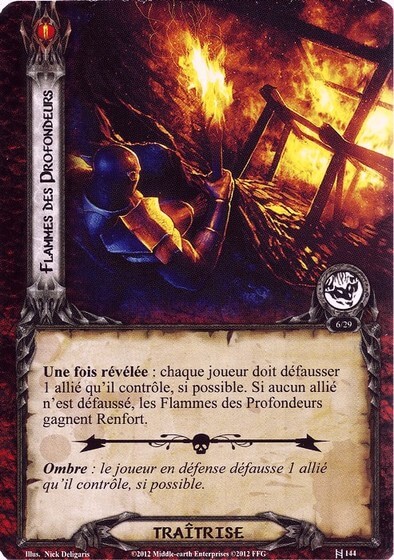 FLAMMES DES PROFONDEURS
6/29
Une fois révélée : chaque joueur doit défausser
1 allié qu'il contrôle, si possible. Si aucun allié
n'est défaussé, les Flammes des Profondeurs
gagnent Renfort.
Ombre : le joueur en défense défausse 1 allié
qu'il contrôle, si possible.
TRAÎTRISE
Illus. Nick Deligaris
©2012 Middle-earth Enterprises ©2012 FFG
144